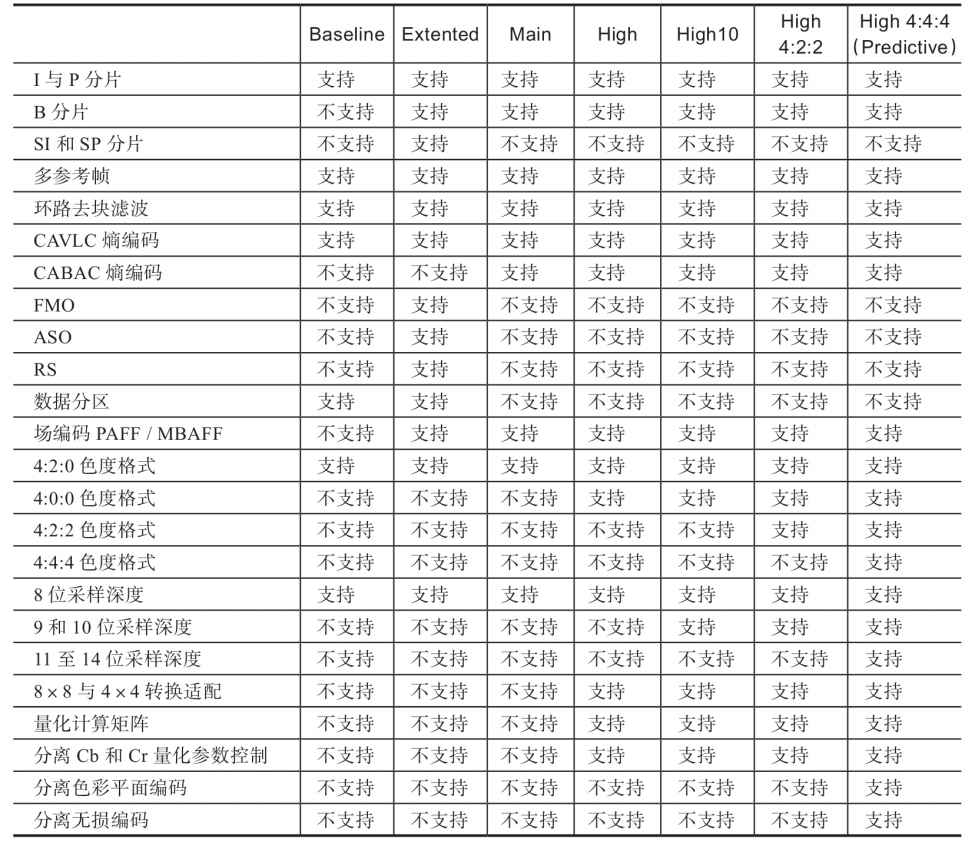 Baseline Extented Main High High10 High 4:2:2 High 4:4:4 (Predictive)
I 与 P 分片 支持 支持 支持 支持 支持 支持 支持
B 分片 不支持 支持 支持 支持 支持 支持 支持
SI 和 SP 分片 不支持 支持 不支持 不支持 不支持 不支持 不支持
多参考帧 支持 支持 支持 支持 支持 支持 支持
环路去块滤波 支持 支持 支持 支持 支持 支持 支持
CAVLC 熵编码 支持 支持 支持 支持 支持 支持 支持
CABAC 熵编码 不支持 不支持 支持 支持 支持 支持 支持
FMO 不支持 支持 不支持 不支持 不支持 不支持 不支持
ASO 不支持 支持 不支持 不支持 不支持 不支持 不支持
RS 不支持 支持 不支持 不支持 不支持 不支持 不支持
数据分区 支持 支持 不支持 不支持 不支持 不支持 不支持
场编码 PAFF / MBAFF 不支持 支持 支持 支持 支持 支持 支持
4:2:0 色度格式 支持 支持 支持 支持 支持 支持 支持
4:0:0 色度格式 不支持 不支持 不支持 支持 支持 支持 支持
4:2:2 色度格式 不支持 不支持 不支持 不支持 不支持 支持 支持
4:4:4 色度格式 不支持 不支持 不支持 不支持 不支持 不支持 支持
8 位采样深度 支持 支持 支持 支持 支持 支持 支持
9 和 10 位采样深度 不支持 不支持 不支持 不支持 支持 支持 支持
11 至 14 位采样深度 不支持 不支持 不支持 不支持 不支持 不支持 支持
8 × 8 与 4 × 4 转换适配 不支持 不支持 不支持 支持 支持 支持 支持
量化计算矩阵 不支持 不支持 不支持 支持 支持 支持 支持
分离 Cb 和 Cr 量化参数控制 不支持 不支持 不支持 支持 支持 支持 支持
分离色彩平面编码 不支持 不支持 不支持 不支持 不支持 不支持 支持
分离无损编码 不支持 不支持 不支持 不支持 不支持 不支持 支持